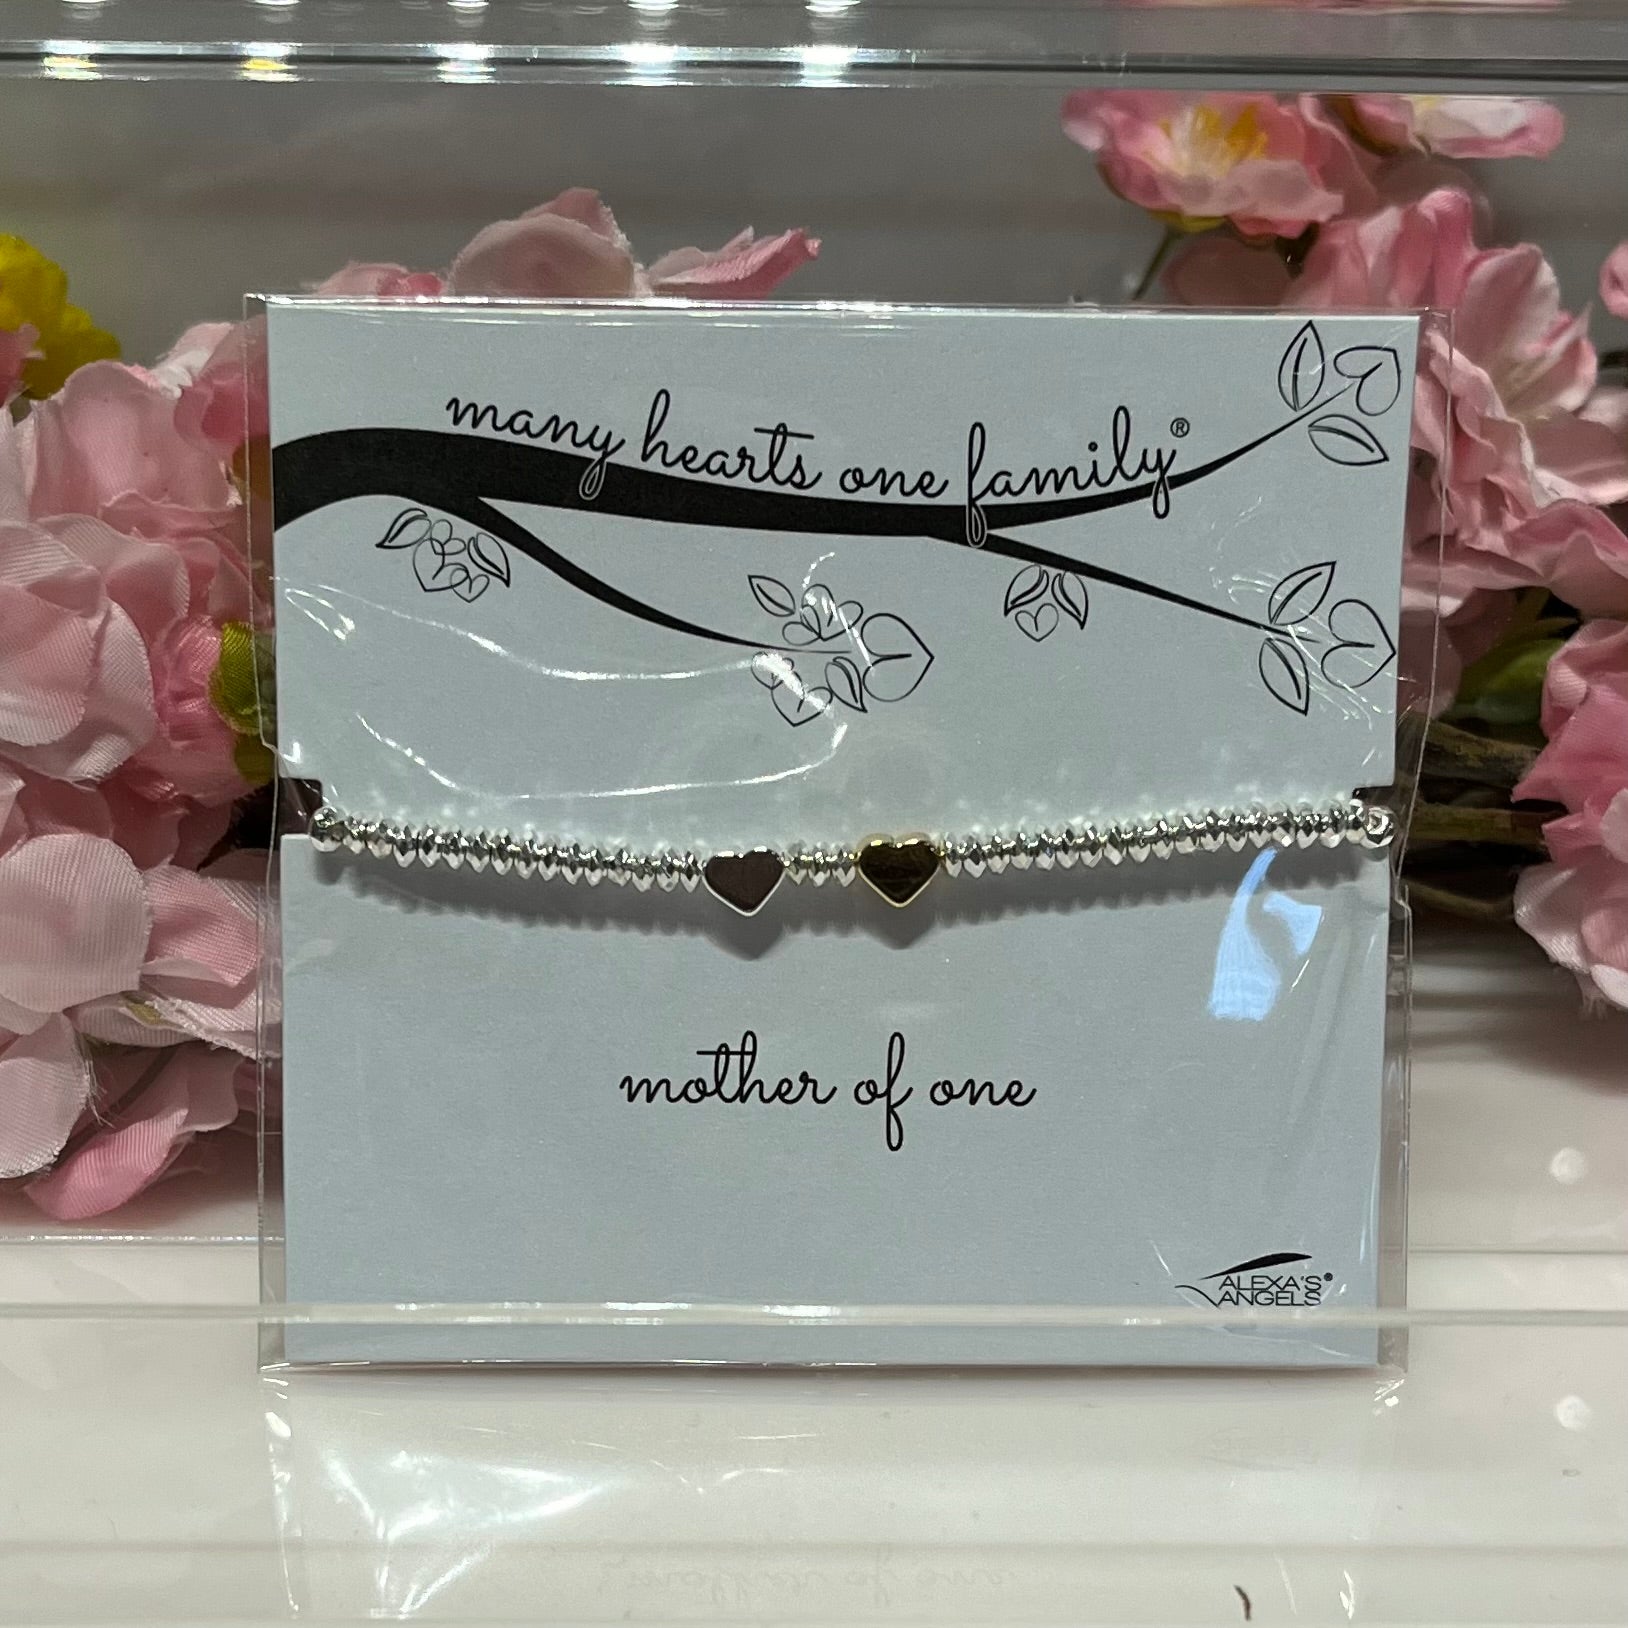 many hearts one family®
mother of one
ALEXA'S®
ANGELS